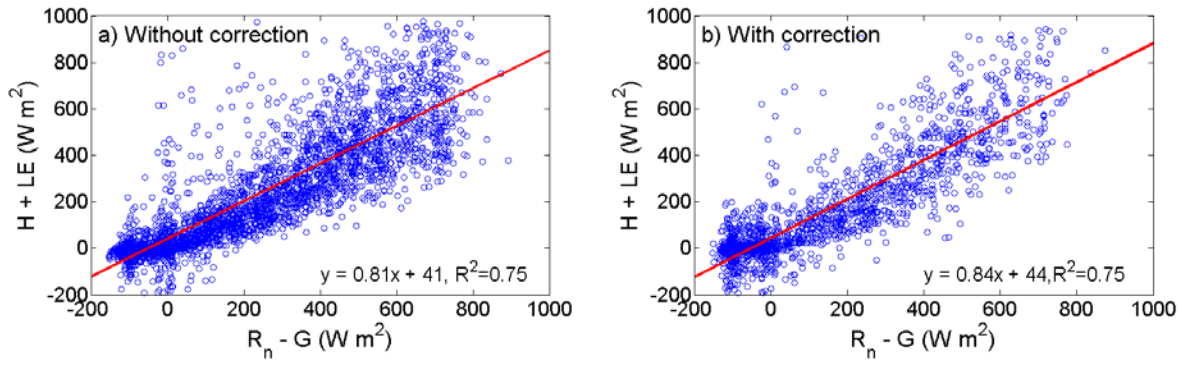 a) Without correction
1000
800
600
400
200
0
-200
H + LE (W m²)
y = 0.81x + 41, R²=0.75
-200 0 200 400 600 800 1000
Rₙ - G (W m²)
b) With correction
1000
800
600
400
200
0
-200
H + LE (W m²)
y = 0.84x + 44,R²=0.75
-200 0 200 400 600 800 1000
Rₙ - G (W m²)